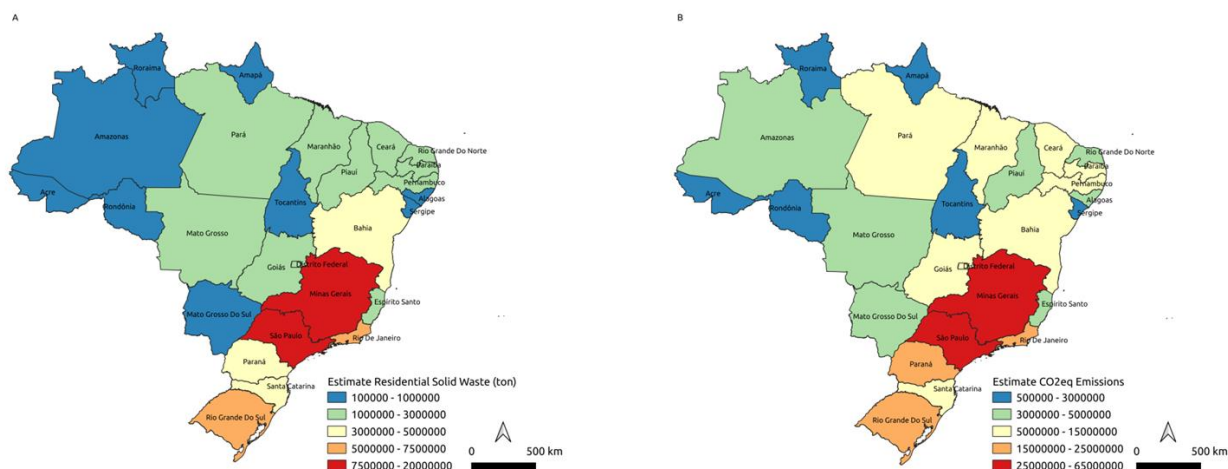 A
Roraima
Amapá
Amazonas
Pará
Maranhão
Ceará
Rio Grande Do Norte
Paraíba
Piauí
Pernambuco
Acre
Alagoas
Rondônia
Tocantins
Sergipe
Mato Grosso
Bahia
Goiás
Distrito Federal
Minas Gerais
Espírito Santo
Mato Grosso Do Sul
São Paulo
Rio De Janeiro
Paraná
Santa Catarina
Rio Grande Do Sul
Estimate Residential Solid Waste (ton)
100000 - 1000000
1000000 - 3000000
3000000 - 5000000
5000000 - 7500000
7500000 - 20000000
0 500 km
B
Roraima
Amapá
Amazonas
Pará
Maranhão
Ceará
Rio Grande Do Norte
Paraíba
Piauí
Pernambuco
Acre
Alagoas
Rondônia
Tocantins
Sergipe
Mato Grosso
Bahia
Goiás
Distrito Federal
Minas Gerais
Espírito Santo
Mato Grosso Do Sul
São Paulo
Rio De Janeiro
Paraná
Santa Catarina
Rio Grande Do Sul
Estimate CO2eq Emissions
500000 - 3000000
3000000 - 5000000
5000000 - 15000000
15000000 - 25000000
25000000 - 65000000
0 500 km